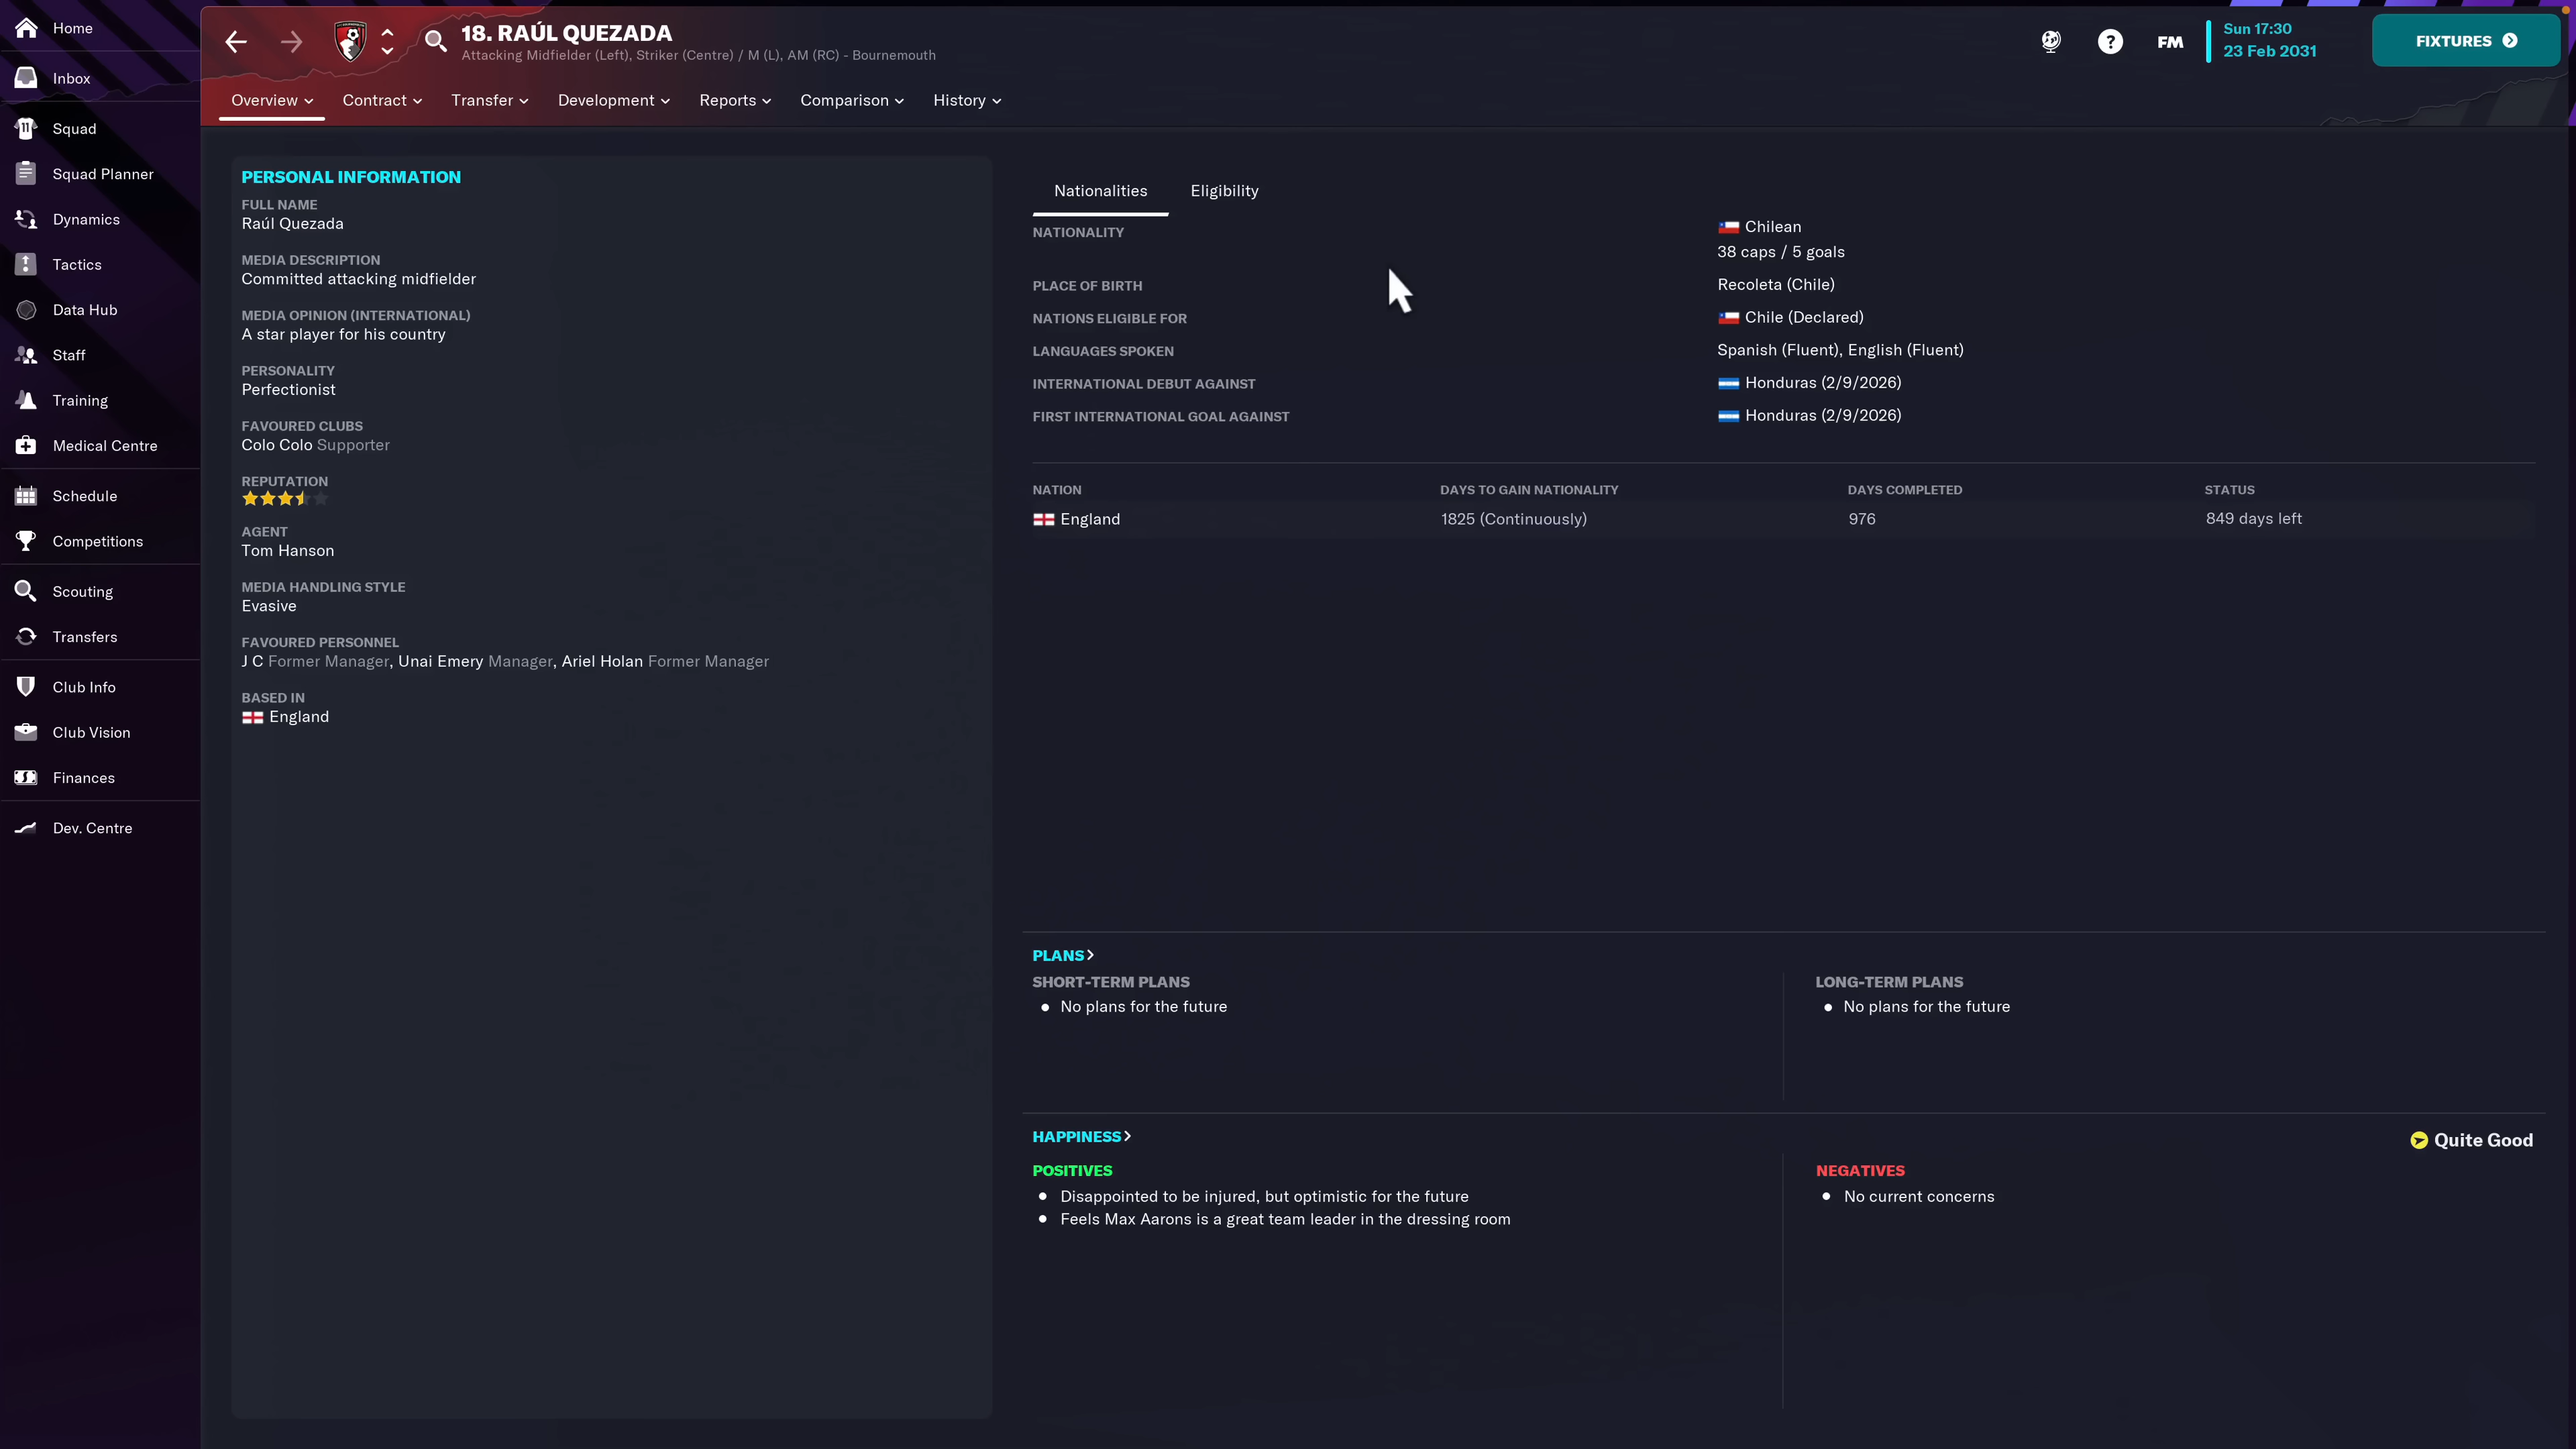 Home
Inbox
Squad
Squad Planner
Dynamics
Tactics
Data Hub
Staff
Training
Medical Centre
Schedule
Competitions
Scouting
Transfers
Club Info
Club Vision
Finances
Dev. Centre
18. RAÚL QUEZADA
Attacking Midfielder (Left), Striker (Centre) / M (L), AM (RC) - Bournemouth
FM
Sun 17:30
23 Feb 2031
FIXTURES
Overview Contract Transfer Development Reports Comparison History
PERSONAL INFORMATION
FULL NAME
Raúl Quezada
MEDIA DESCRIPTION
Committed attacking midfielder
MEDIA OPINION (INTERNATIONAL)
A star player for his country
PERSONALITY
Perfectionist
FAVOURED CLUBS
Colo Colo Supporter
REPUTATION
AGENT
Tom Hanson
MEDIA HANDLING STYLE
Evasive
FAVOURED PERSONNEL
J C Former Manager, Unai Emery Manager, Ariel Holan Former Manager
BASED IN
England
Nationalities Eligibility
NATIONALITY Chilean
38 caps / 5 goals
PLACE OF BIRTH Recoleta (Chile)
NATIONS ELIGIBLE FOR Chile (Declared)
LANGUAGES SPOKEN Spanish (Fluent), English (Fluent)
INTERNATIONAL DEBUT AGAINST Honduras (2/9/2026)
FIRST INTERNATIONAL GOAL AGAINST Honduras (2/9/2026)
NATION DAYS TO GAIN NATIONALITY DAYS COMPLETED STATUS
England 1825 (Continuously) 976 849 days left
PLANS
SHORT-TERM PLANS
No plans for the future
LONG-TERM PLANS
No plans for the future
HAPPINESS
Quite Good
POSITIVES
Disappointed to be injured, but optimistic for the future
Feels Max Aarons is a great team leader in the dressing room
NEGATIVES
No current concerns